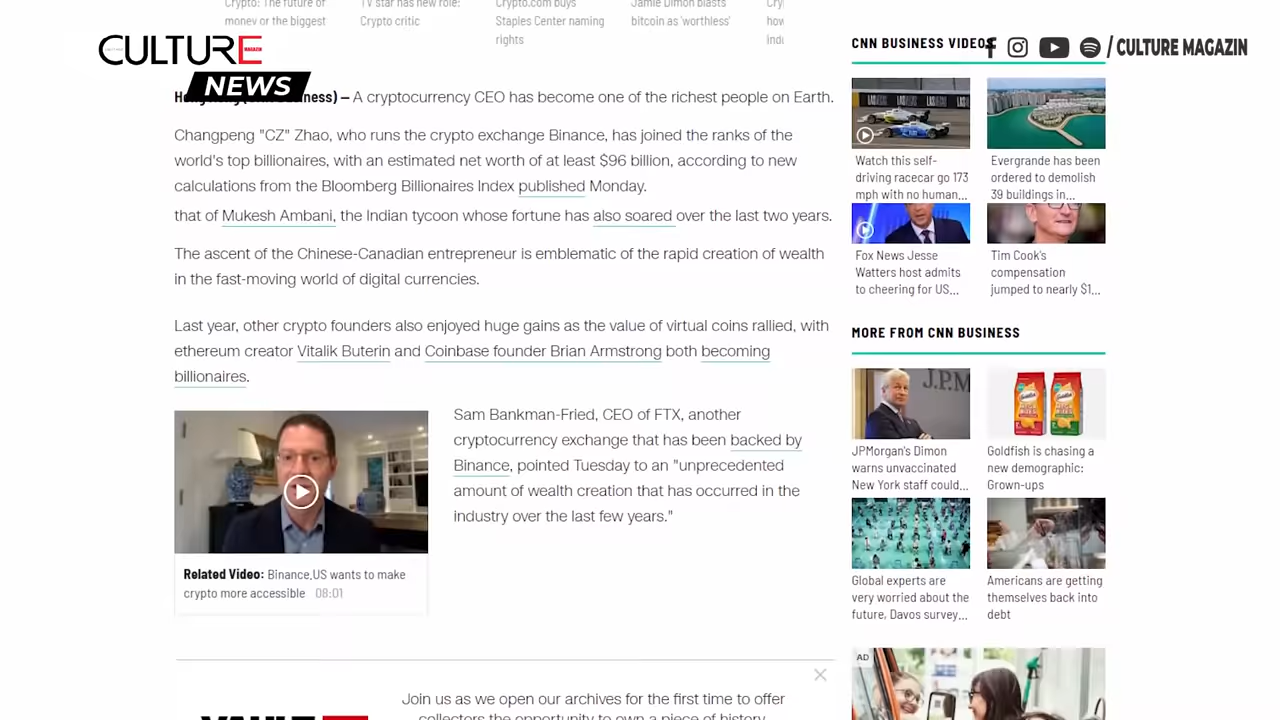 Crypto: The future of
money or the biggest
TV star has new role:
Crypto critic
Crypto.com buys
Staples Center naming
rights
Jamie Dimon blasts
bitcoin as 'worthless'
CULTURE
NEWS
CNN BUSINESS VIDEOS
/ CULTURE MAGAZIN
— A cryptocurrency CEO has become one of the richest people on Earth.
Changpeng "CZ" Zhao, who runs the crypto exchange Binance, has joined the ranks of the
world's top billionaires, with an estimated net worth of at least $96 billion, according to new
calculations from the Bloomberg Billionaires Index published Monday.
that of Mukesh Ambani, the Indian tycoon whose fortune has also soared over the last two years.
The ascent of the Chinese-Canadian entrepreneur is emblematic of the rapid creation of wealth
in the fast-moving world of digital currencies.
Last year, other crypto founders also enjoyed huge gains as the value of virtual coins rallied, with
ethereum creator Vitalik Buterin and Coinbase founder Brian Armstrong both becoming
billionaires.
Sam Bankman-Fried, CEO of FTX, another
cryptocurrency exchange that has been backed by
Binance, pointed Tuesday to an "unprecedented
amount of wealth creation that has occurred in the
industry over the last few years."
Related Video: Binance.US wants to make
crypto more accessible 08:01
Join us as we open our archives for the first time to offer
collectors the opportunity to own a piece of history.
Watch this self-
driving racecar go 173
mph with no human...
Evergrande has been
ordered to demolish
39 buildings in...
Fox News Jesse
Watters host admits
to cheering for US...
Tim Cook's
compensation
jumped to nearly $1...
MORE FROM CNN BUSINESS
J.P.M
JPMorgan's Dimon
warns unvaccinated
New York staff could...
Goldfish is chasing a
new demographic:
Grown-ups
Global experts are
very worried about the
future, Davos survey...
Americans are getting
themselves back into
debt
AD